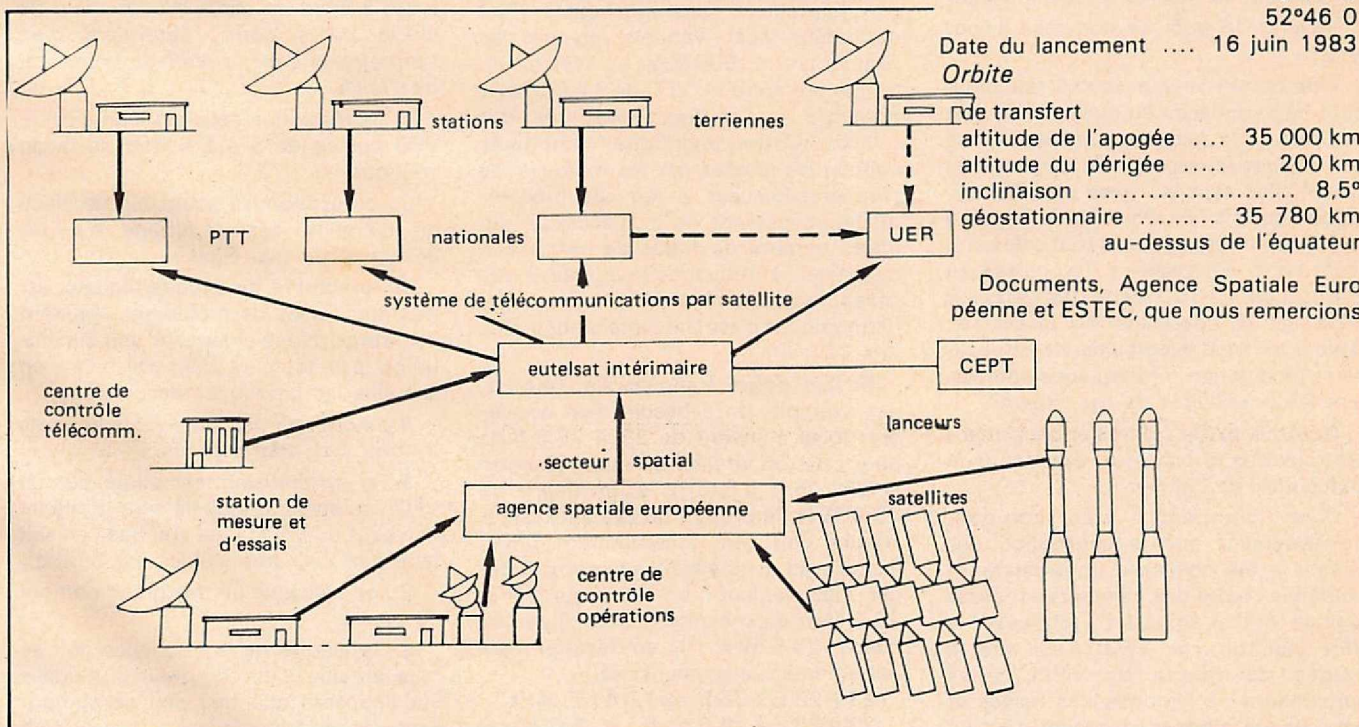 52°46 O
Date du lancement .... 16 juin 1983
Orbite
de transfert
altitude de l'apogée .... 35 000 km
altitude du périgée ..... 200 km
inclinaison ........................ 8,5°
géostationnaire ......... 35 780 km
au-dessus de l'équateur
Documents, Agence Spatiale Euro
péenne et ESTEC, que nous remercions
stations terriennes
PTT nationales UER
système de télécommunications par satellite
eutelsat intérimaire
CEPT
centre de
contrôle
télécomm.
lanceurs
secteur spatial
satellites
agence spatiale européenne
station de
mesure et
d'essais
centre de
contrôle
opérations